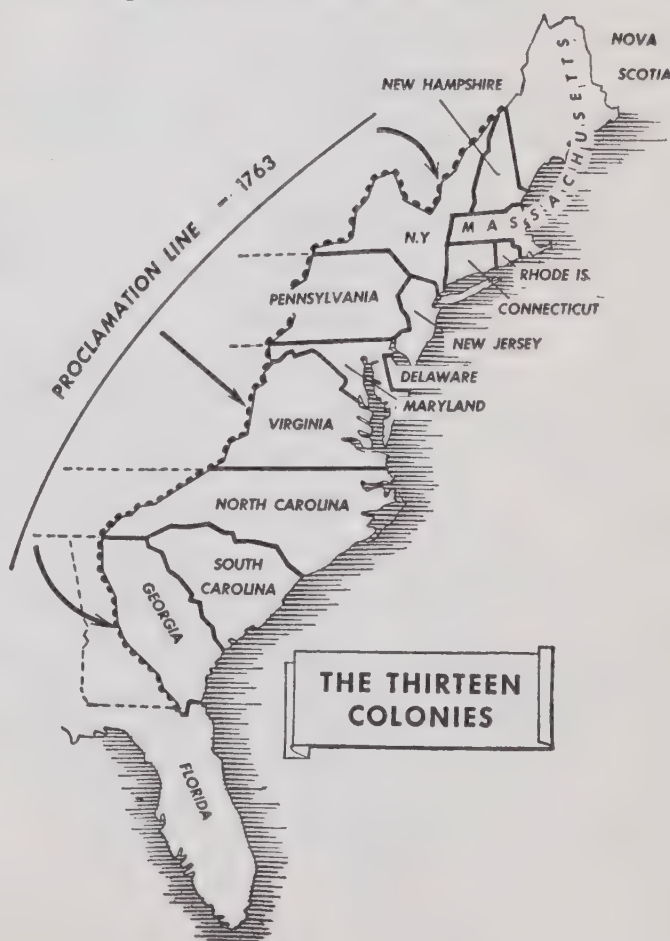 NOVA
SCOTIA
NEW HAMPSHIRE
MASSACHUSETTS
PROCLAMATION LINE - 1763
N.Y
RHODE IS.
PENNSYLVANIA
CONNECTICUT
NEW JERSEY
DELAWARE
MARYLAND
VIRGINIA
NORTH CAROLINA
SOUTH
CAROLINA
GEORGIA
THE THIRTEEN
COLONIES
FLORIDA